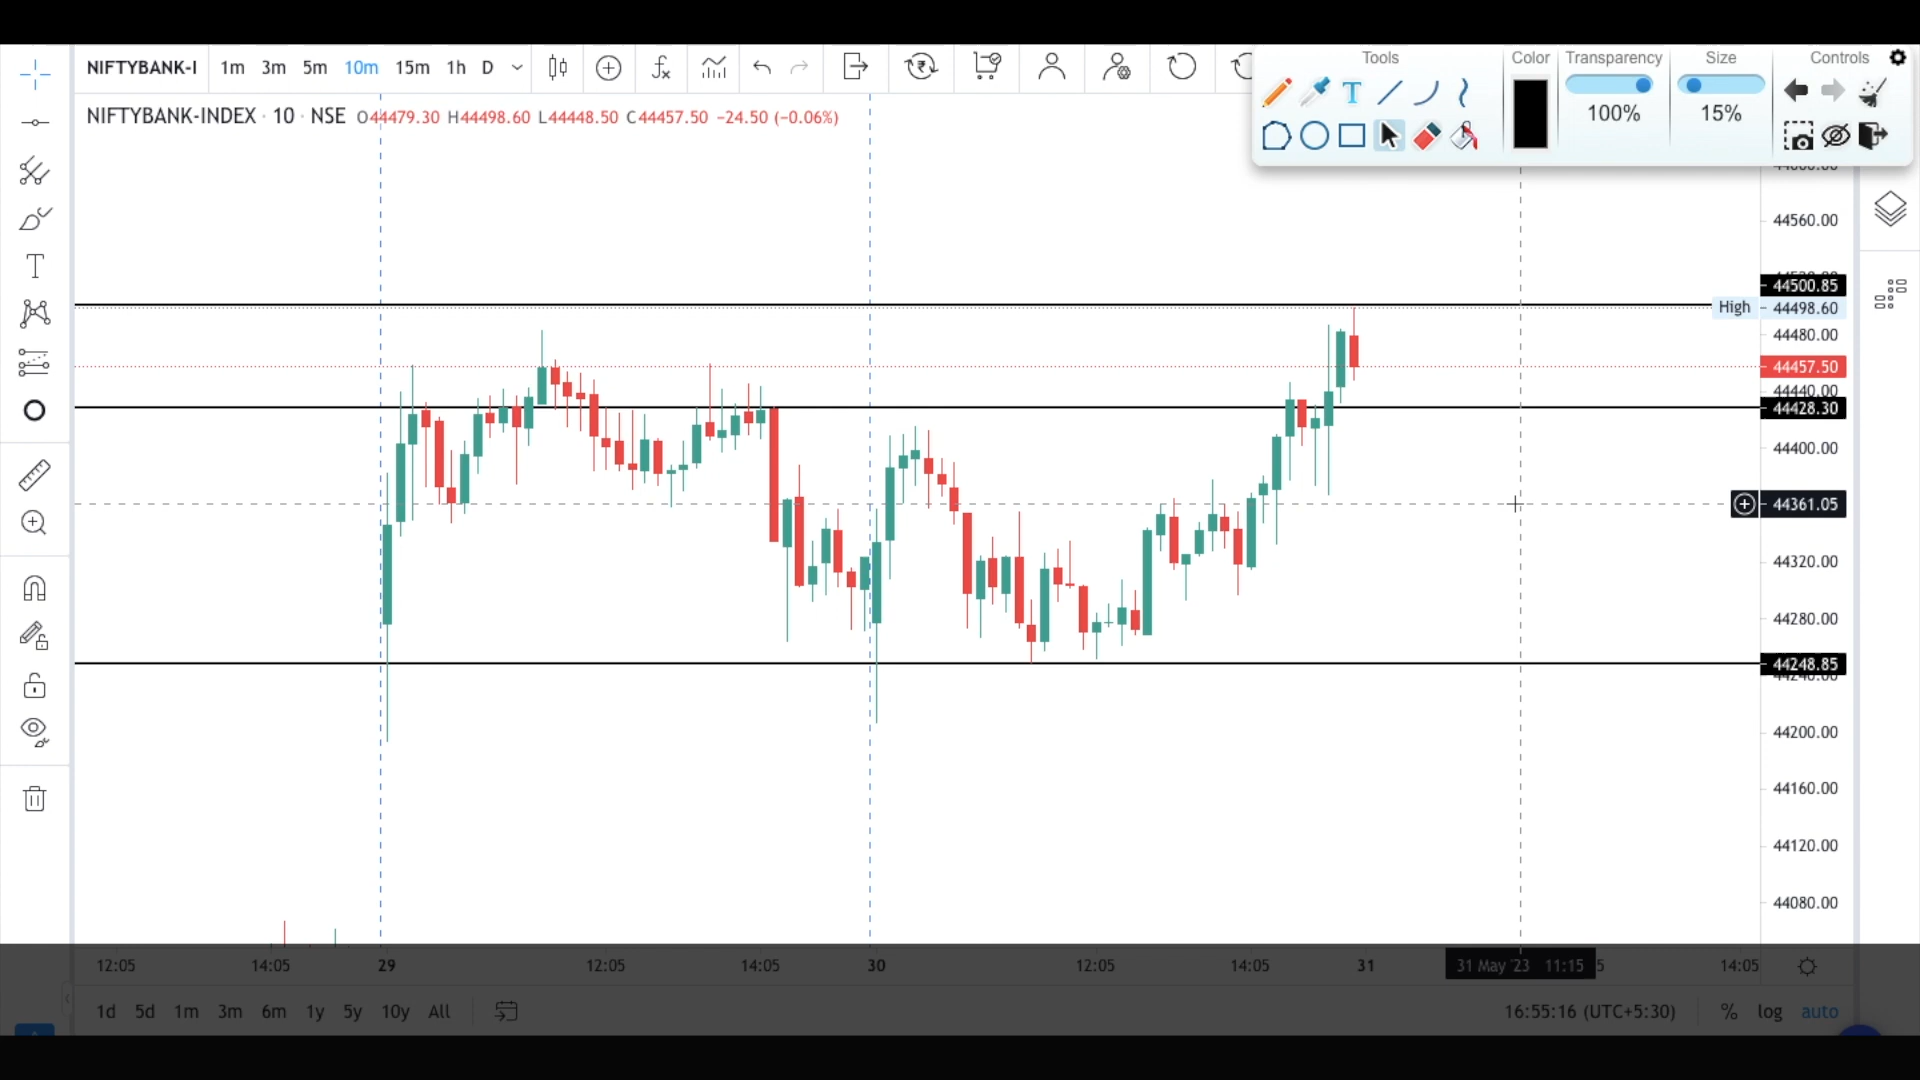 Tools Color Transparency Size Controls
NIFTYBANK-I 1m 3m 5m 10m 15m 1h D
100% 15%
NIFTYBANK-INDEX · 10 · NSE O44479.30 H44498.60 L44448.50 C44457.50 −24.50 (−0.06%)
44560.00
44500.85
High 44498.60
44480.00
44457.50
44440.00
44428.30
44400.00
44361.05
44320.00
44280.00
44248.85
44240.00
44200.00
44160.00
44120.00
44080.00
12:05 14:05 29 12:05 14:05 30 12:05 14:05 31 31 May '23 11:15 5 14:05
1d 5d 1m 3m 6m 1y 5y 10y All 16:55:16 (UTC+5:30) % log auto